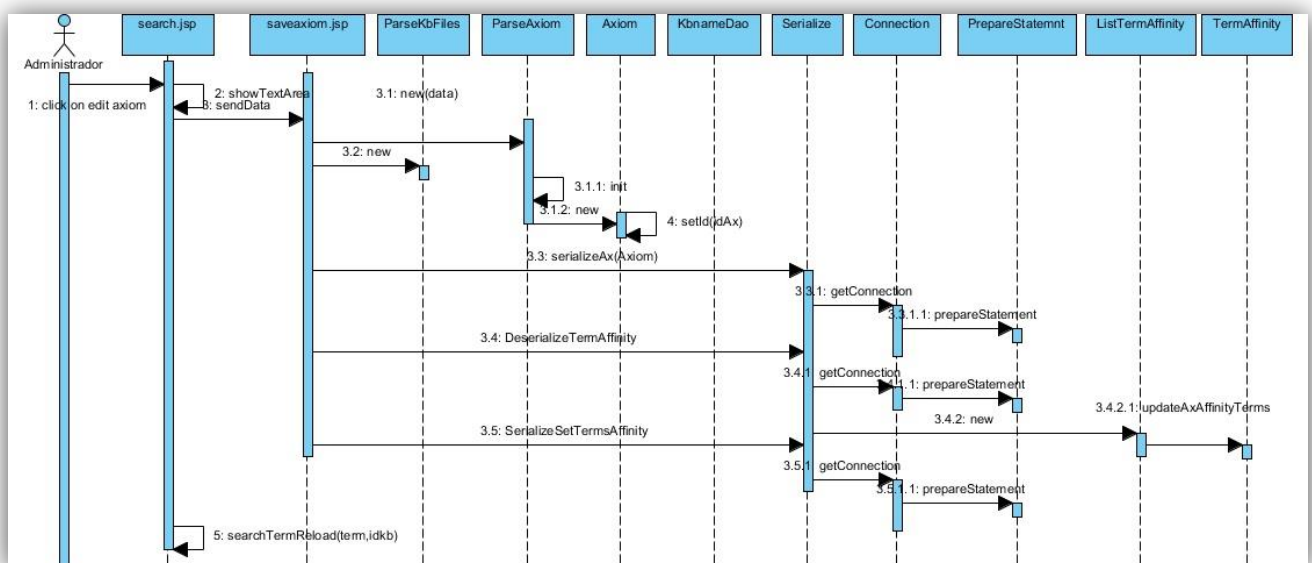 search.jsp
saveaxiom.jsp
ParseKbFiles
ParseAxiom
Axiom
KbnameDao
Serialize
Connection
PrepareStatemnt
ListTermAffinity
TermAffinity
Administrador
1: click on edit axiom
2: showTextArea
3: sendData
3.1: new(data)
3.2: new
3.1.1: init
3.1.2: new
4: setId(idAx)
3.3: serializeAx(Axiom)
3.3.1: getConnection
3.3.1.1: prepareStatement
3.4: DeserializeTermAffinity
3.4.1: getConnection
3.4.1.1: prepareStatement
3.4.2: new
3.4.2.1: updateAxAffinityTerms
3.5: SerializeSetTermsAffinity
3.5.1: getConnection
3.5.1.1: prepareStatement
5: searchTermReload(term,idkb)